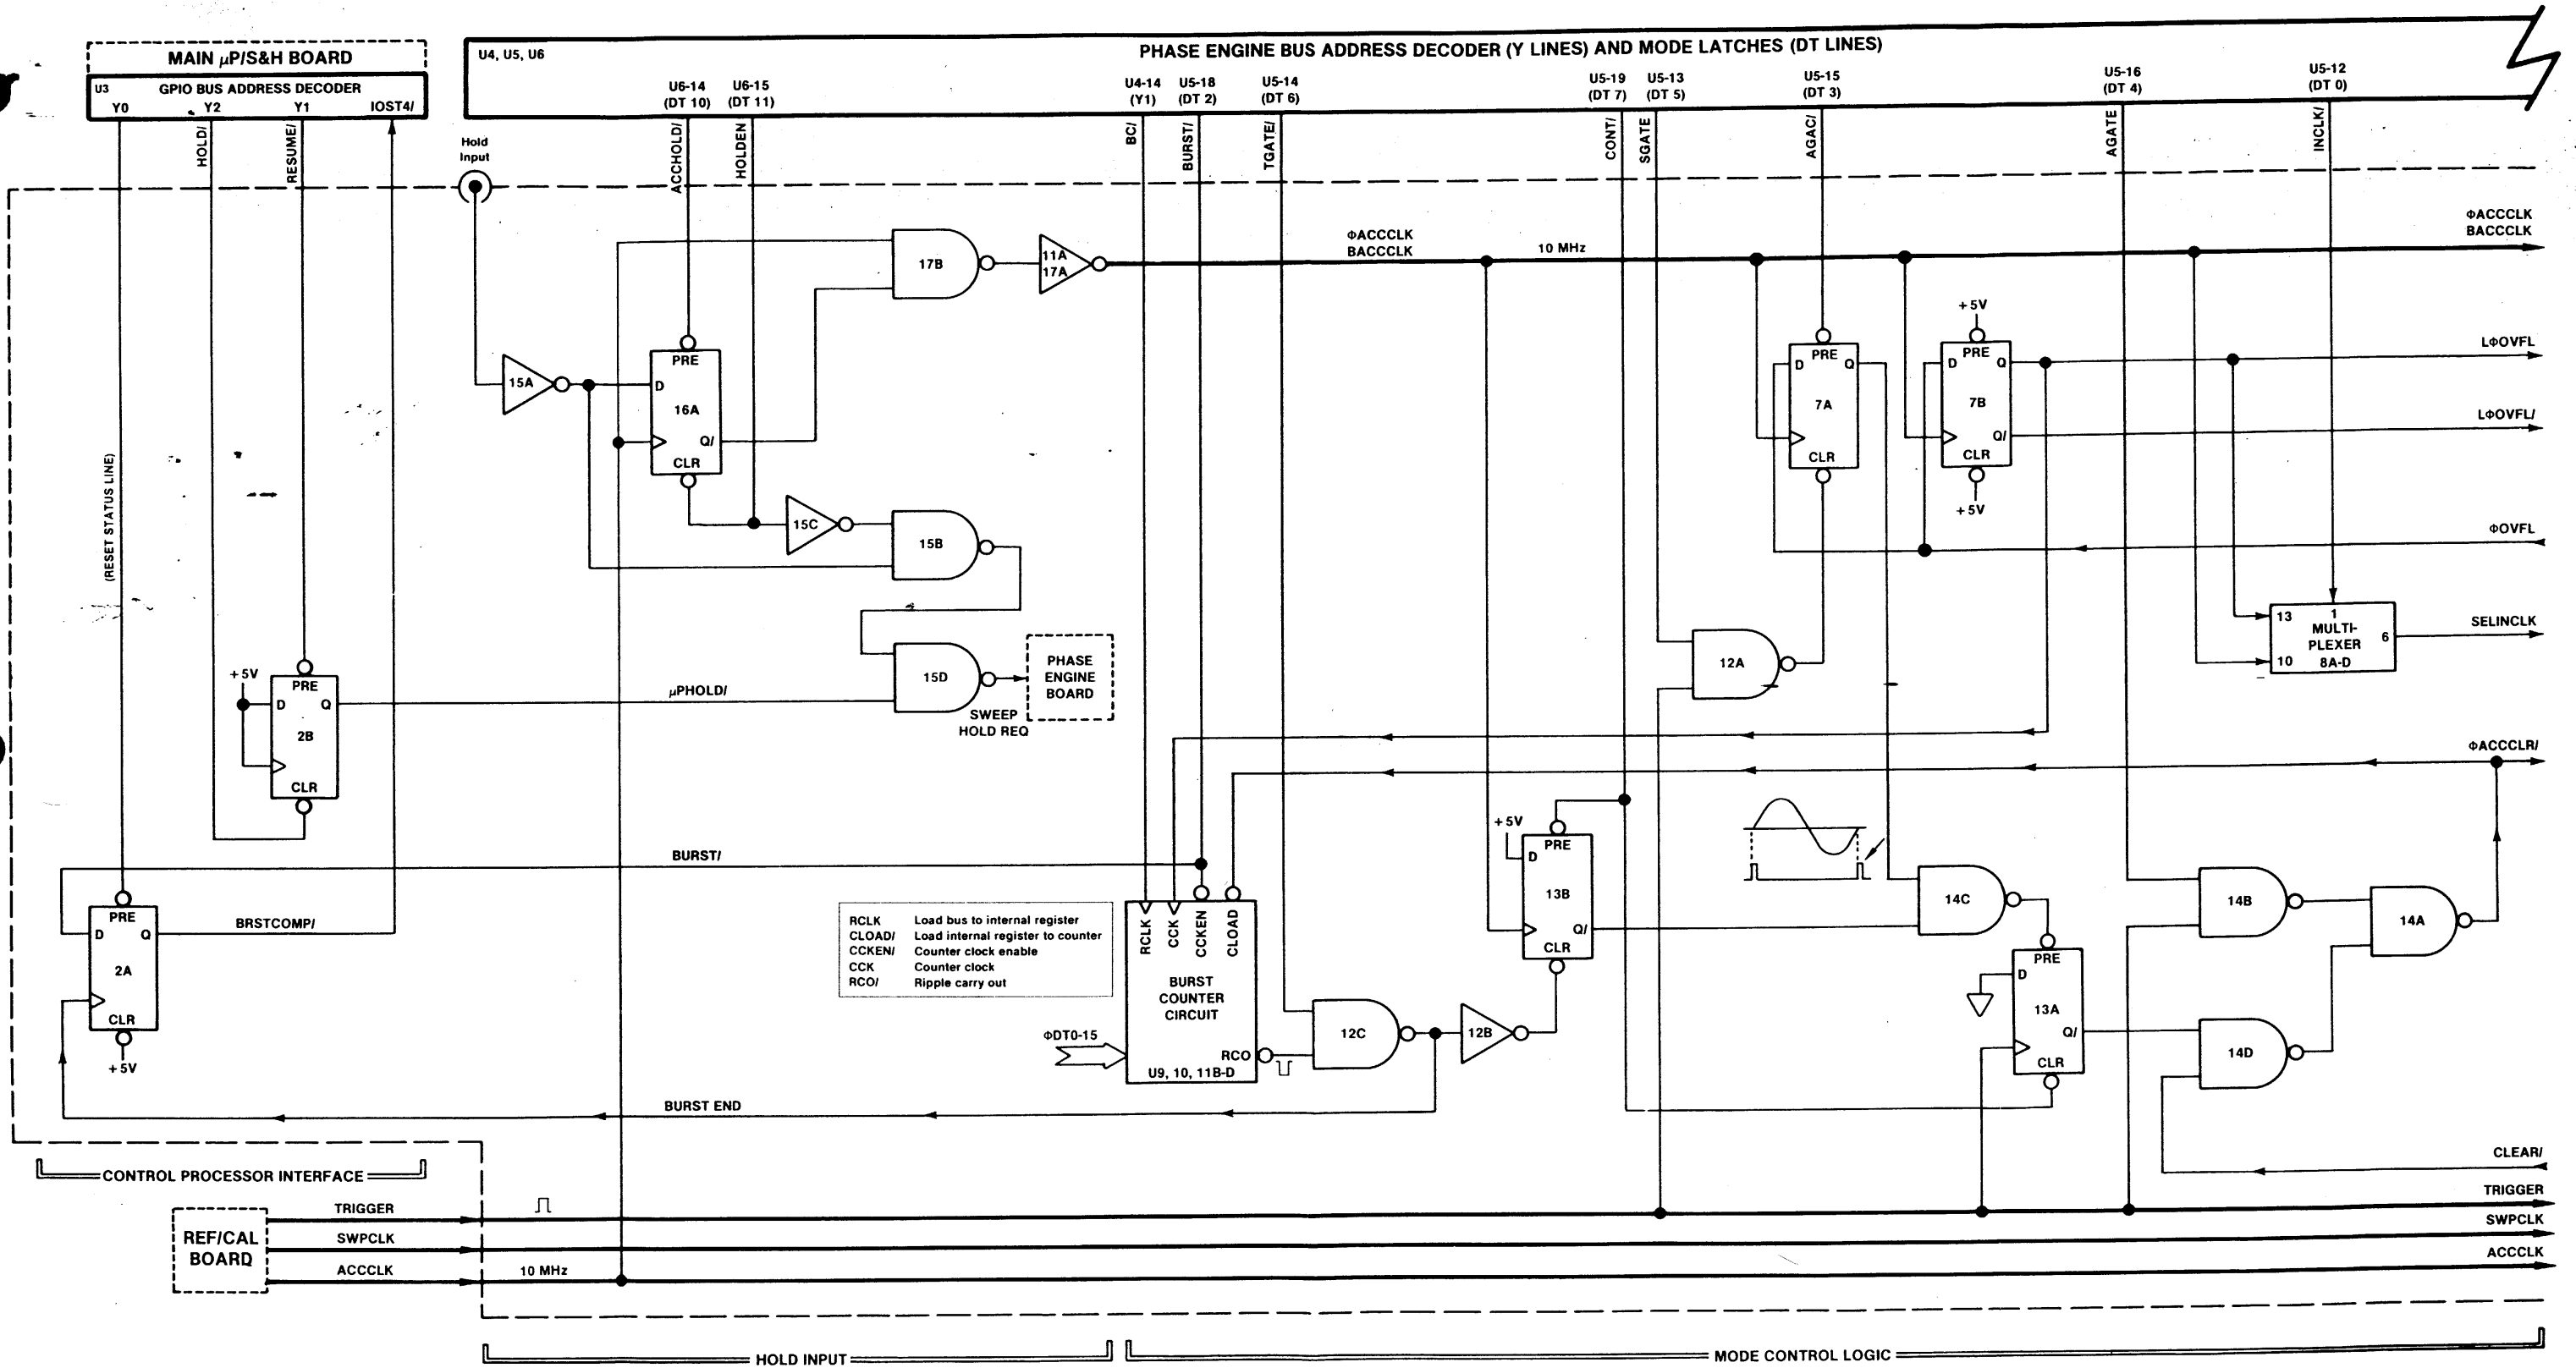 MAIN µP/S&H BOARD
U3 GPIO BUS ADDRESS DECODER
Y0 Y2 Y1 IOST4/
HOLD/
RESUME/
(RESET STATUS LINE)
U4, U5, U6
PHASE ENGINE BUS ADDRESS DECODER (Y LINES) AND MODE LATCHES (DT LINES)
U6-14
(DT 10)
U6-15
(DT 11)
U4-14
(Y1)
U5-18
(DT 2)
U5-14
(DT 6)
U5-19
(DT 7)
U5-13
(DT 5)
U5-15
(DT 3)
U5-16
(DT 4)
U5-12
(DT 0)
ACCHOLD/
HOLDEN
BC/
BURST/
TGATE/
CONT/
SGATE
AGAC/
AGATE
INCLK/
Hold
Input
17B
11A
17A
ΦACCCLK
BACCCLK
10 MHz
ΦACCCLK
BACCCLK
15A
PRE
D
16A
Q/
CLR
15C
15B
15D
PHASE
ENGINE
BOARD
SWEEP
HOLD REQ
µPHOLD/
+5V
PRE
D Q
2B
CLR
PRE
D Q
7A
CLR
+5V
PRE
D Q
7B
Q/
CLR
+5V
LΦOVFL
LΦOVFL/
ΦOVFL
13 1
MULTI-
PLEXER 6
10 8A-D
SELINCLK
12A
ΦACCCLR/
BURST/
PRE
D Q
2A
CLR
+5V
BRSTCOMP/
RCLK Load bus to internal register
CLOAD/ Load internal register to counter
CCKEN/ Counter clock enable
CCK Counter clock
RCO/ Ripple carry out
RCLK
CCK
CCKEN
CLOAD
BURST
COUNTER
CIRCUIT
RCO
U9, 10, 11B-D
ΦDT0-15
12C
12B
+5V
PRE
D
13B
Q/
CLR
14C
PRE
D
13A
Q/
CLR
14B
14A
14D
BURST END
CLEAR/
CONTROL PROCESSOR INTERFACE
REF/CAL
BOARD
TRIGGER
SWPCLK
ACCCLK
10 MHz
TRIGGER
SWPCLK
ACCCLK
HOLD INPUT
MODE CONTROL LOGIC